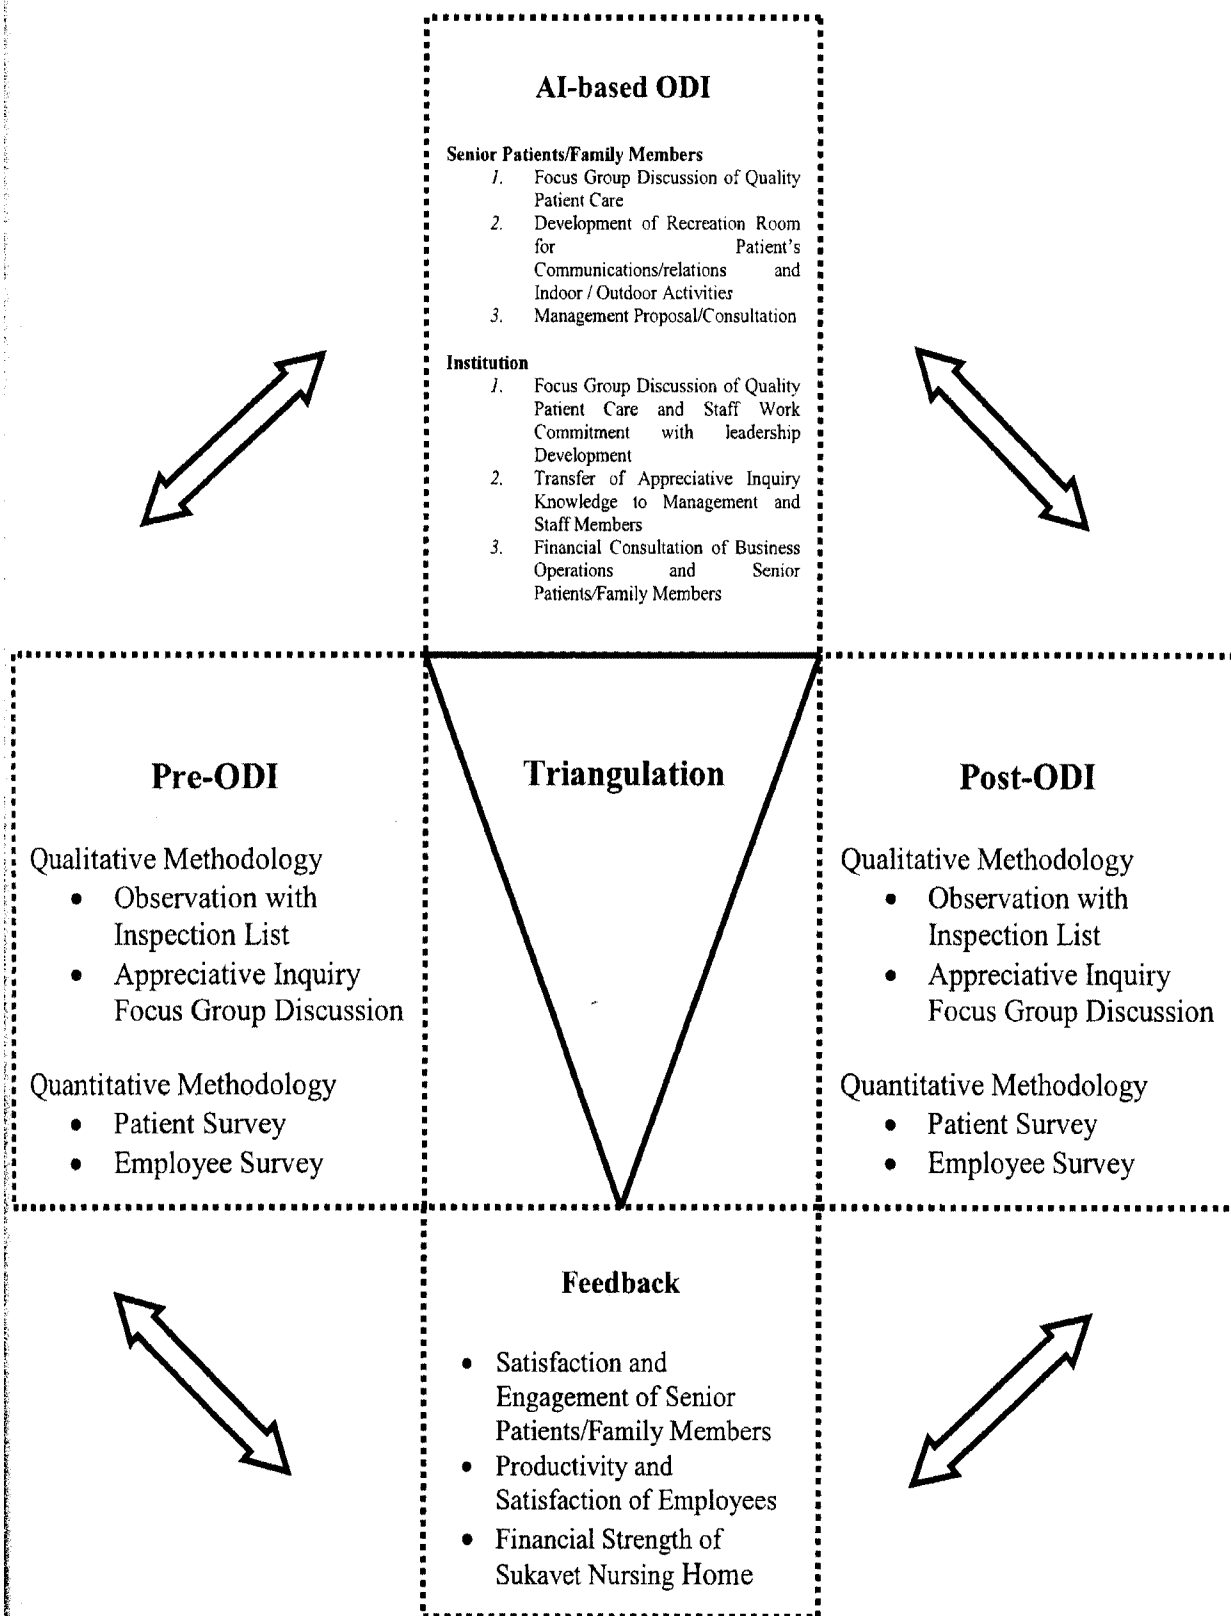 AI-based ODI
Senior Patients/Family Members
1. Focus Group Discussion of Quality
Patient Care
2. Development of Recreation Room
for Patient's
Communications/relations and
Indoor / Outdoor Activities
3. Management Proposal/Consultation
Institution
1. Focus Group Discussion of Quality
Patient Care and Staff Work
Commitment with leadership
Development
2. Transfer of Appreciative Inquiry
Knowledge to Management and
Staff Members
3. Financial Consultation of Business
Operations and Senior
Patients/Family Members
Pre-ODI
Qualitative Methodology
• Observation with
Inspection List
• Appreciative Inquiry
Focus Group Discussion
Quantitative Methodology
• Patient Survey
• Employee Survey
Triangulation
Post-ODI
Qualitative Methodology
• Observation with
Inspection List
• Appreciative Inquiry
Focus Group Discussion
Quantitative Methodology
• Patient Survey
• Employee Survey
Feedback
• Satisfaction and
Engagement of Senior
Patients/Family Members
• Productivity and
Satisfaction of Employees
• Financial Strength of
Sukavet Nursing Home